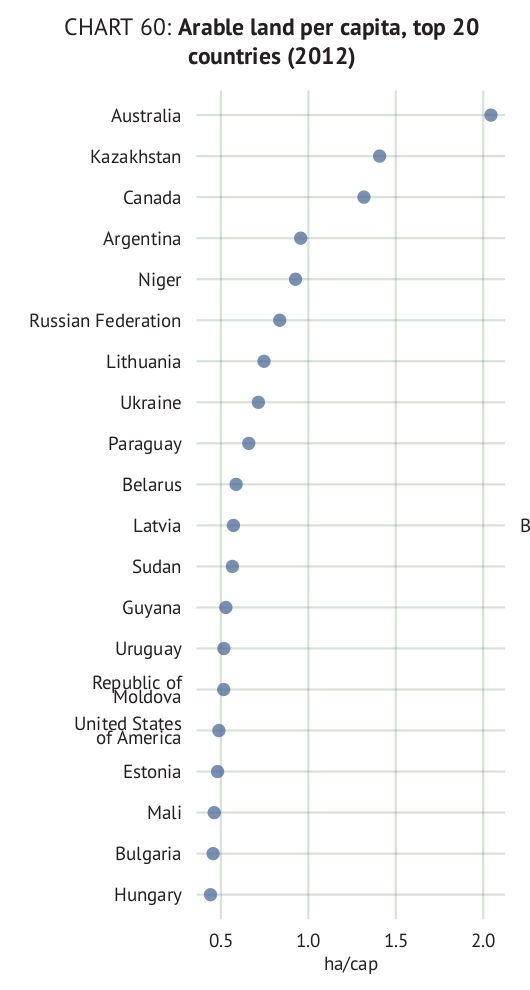 CHART 60: Arable land per capita, top 20
countries (2012)
Australia
Kazakhstan
Canada
Argentina
Niger
Russian Federation
Lithuania
Ukraine
Paraguay
Belarus
Latvia
B
Sudan
Guyana
Uruguay
Republic of
Moldova
United States
of America
Estonia
Mali
Bulgaria
Hungary
0.5 1.0 1.5 2.0
ha/cap